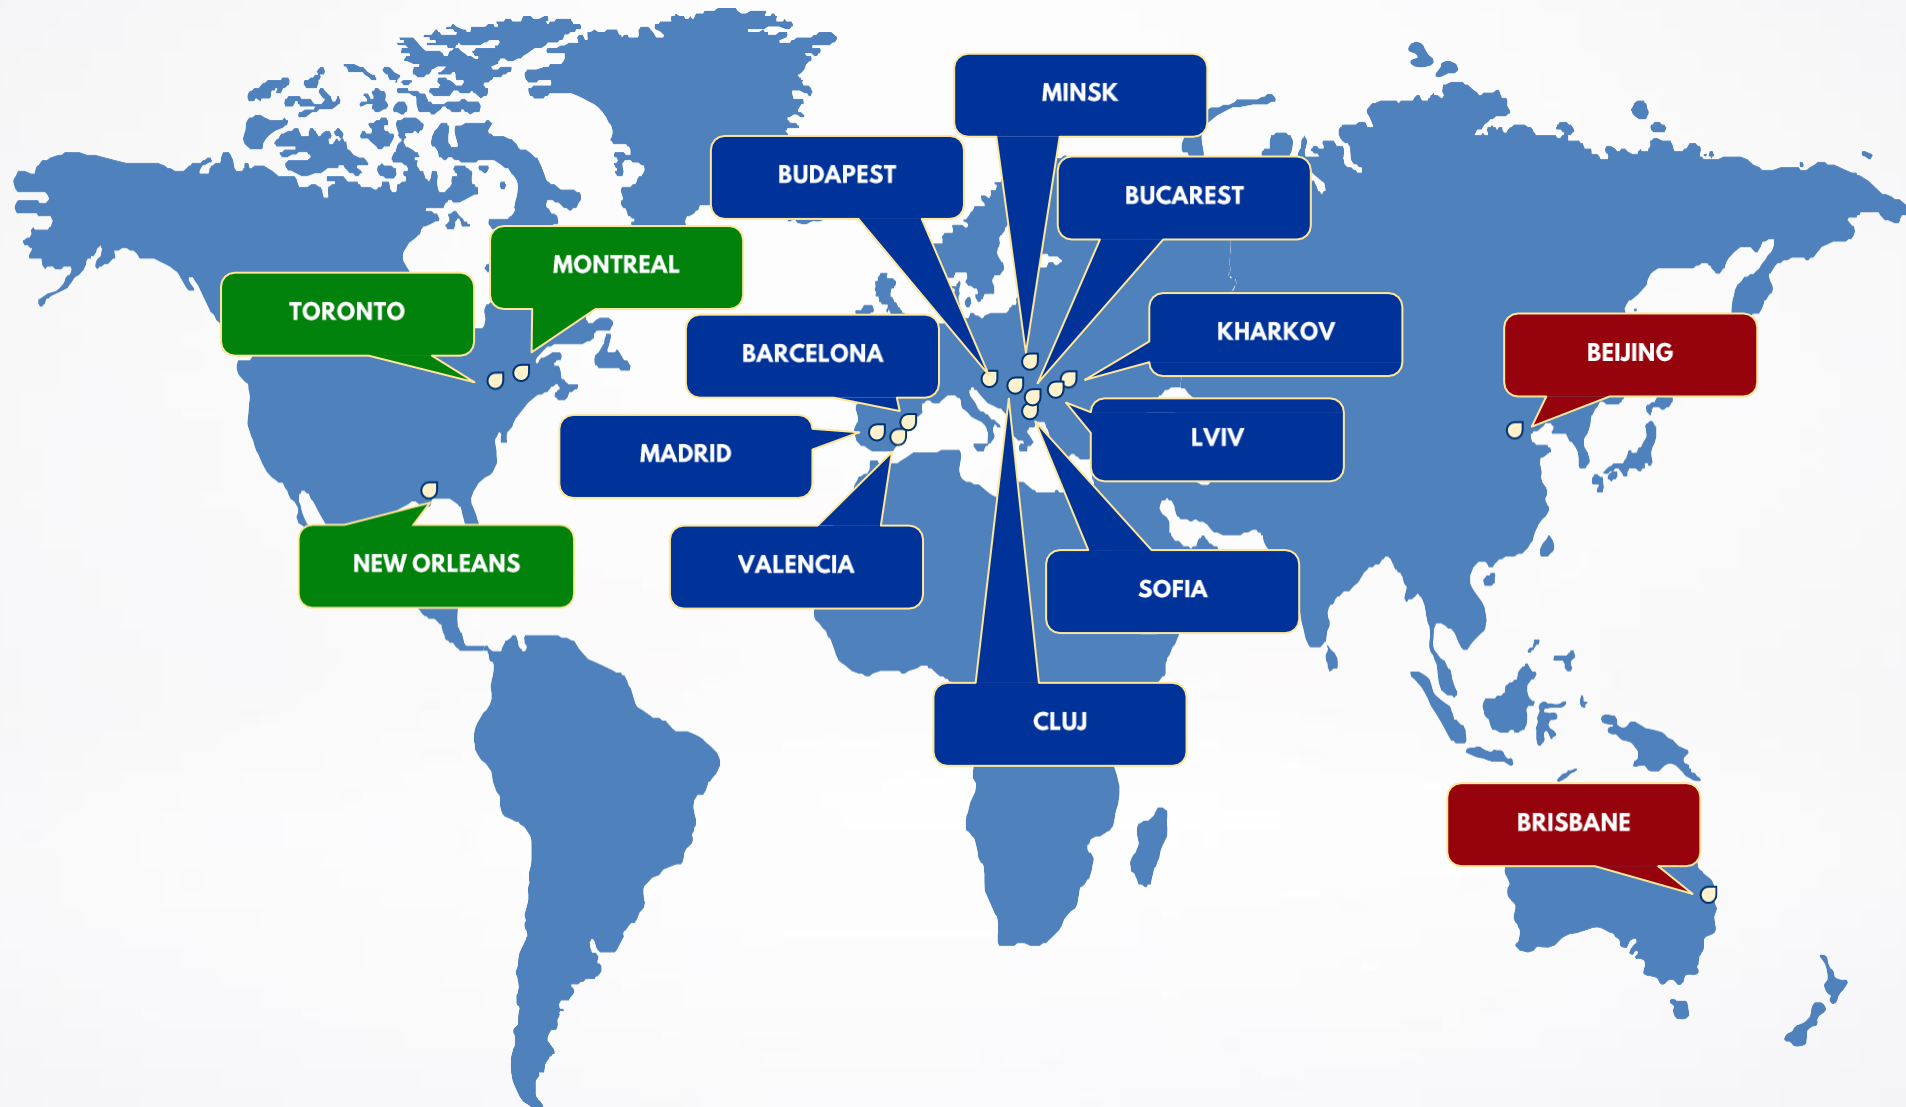 MINSK
BUDAPEST
BUCAREST
MONTREAL
TORONTO
KHARKOV
BARCELONA
BEIJING
LVIV
MADRID
NEW ORLEANS
VALENCIA
SOFIA
CLUJ
BRISBANE